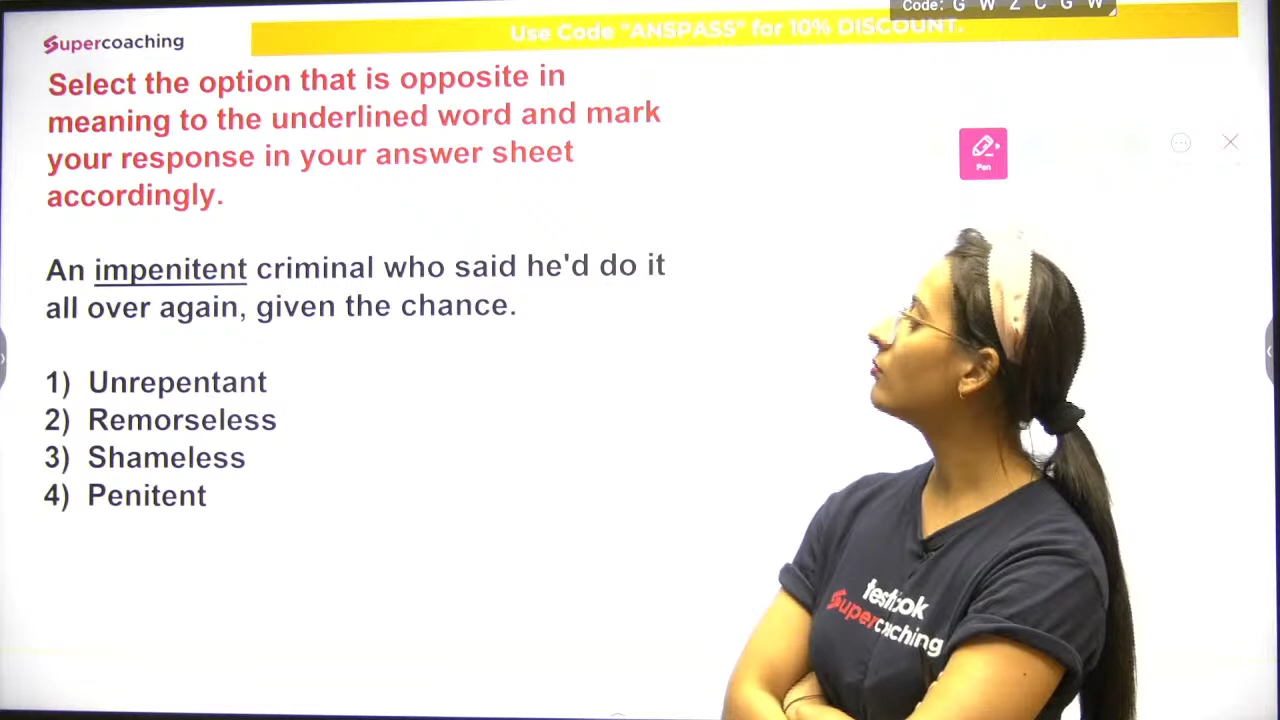 Code: G W Z C G W
Supercoaching
Use Code "ANSPASS" for 10% DISCOUNT.
Select the option that is opposite in
meaning to the underlined word and mark
your response in your answer sheet
accordingly.
Pen
An impenitent criminal who said he'd do it
all over again, given the chance.
1) Unrepentant
2) Remorseless
3) Shameless
4) Penitent
testbook
Supercoaching